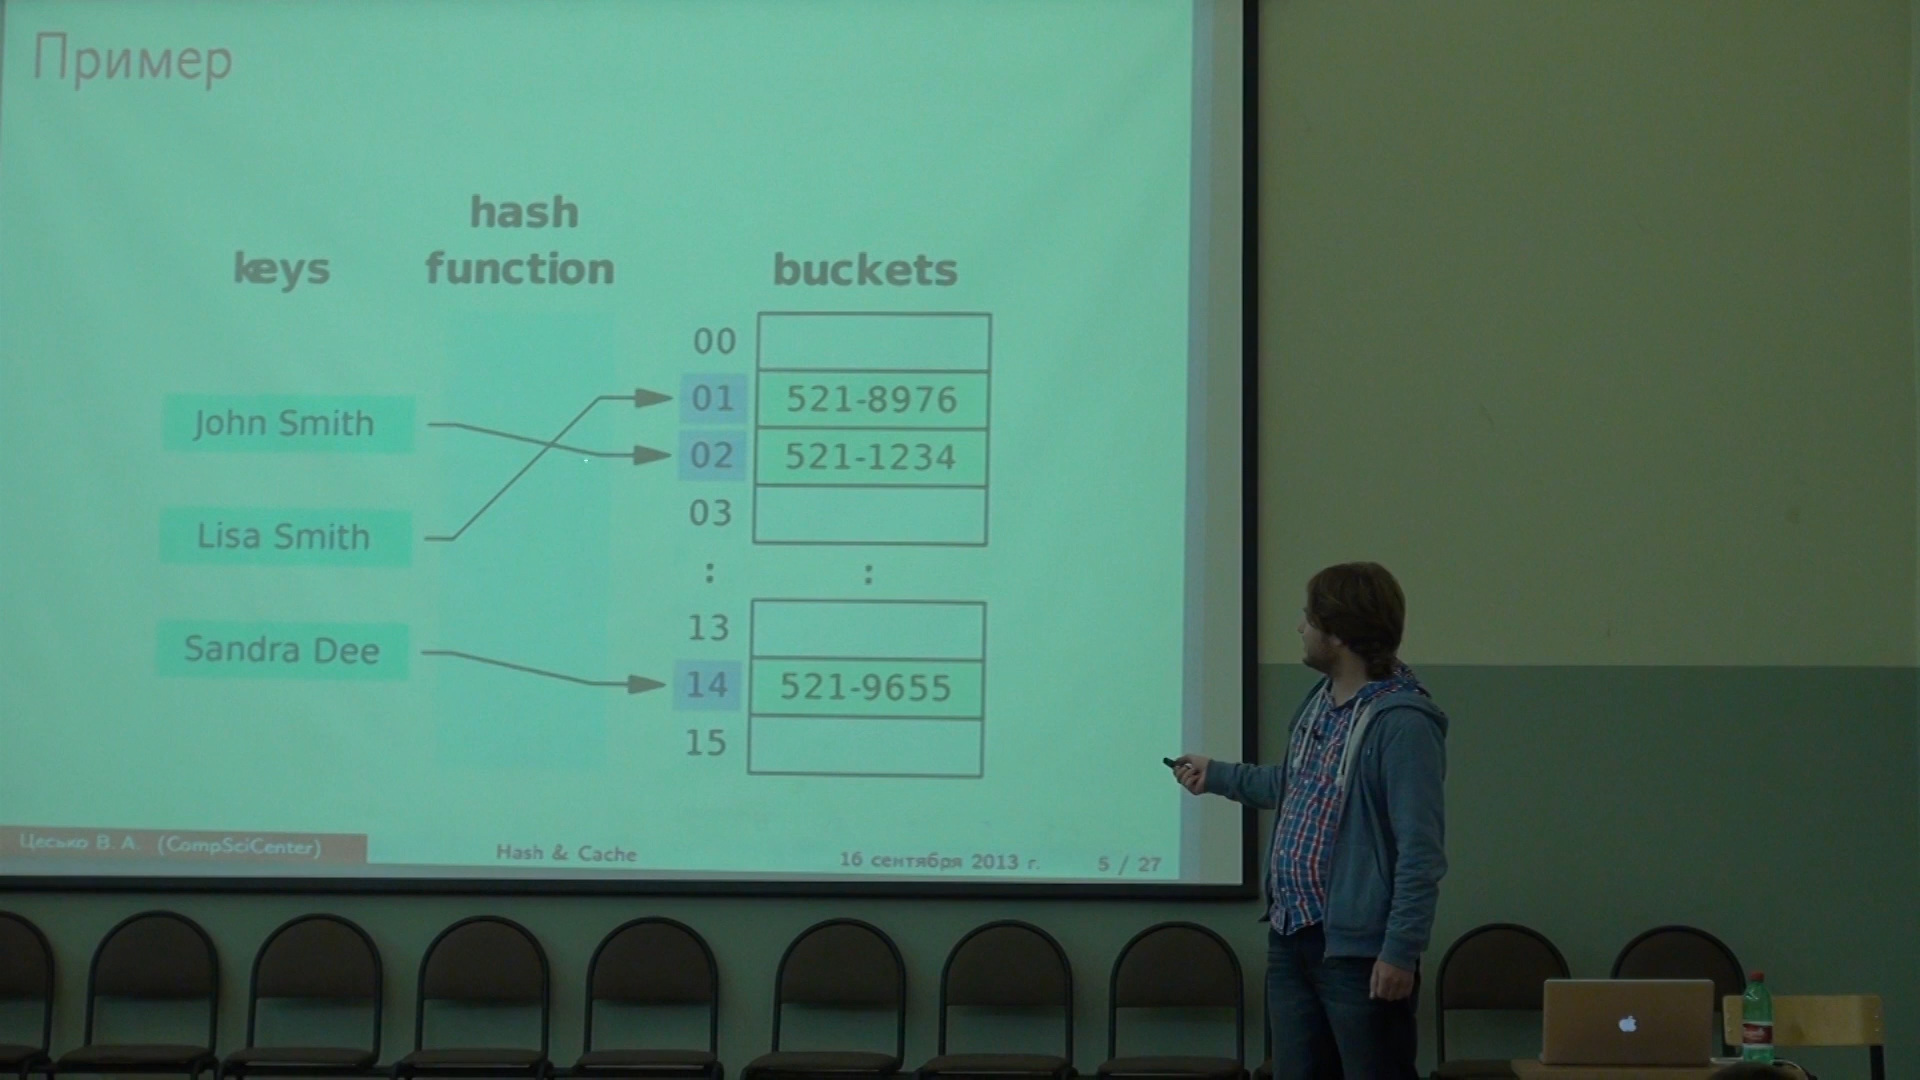 Пример
hash
keys function buckets
00
John Smith 01 521-8976
02 521-1234
Lisa Smith 03
: :
Sandra Dee 13
14 521-9655
15
Цесько В. А. (CompSciCenter) Hash & Cache 16 сентября 2013 г. 5 / 27